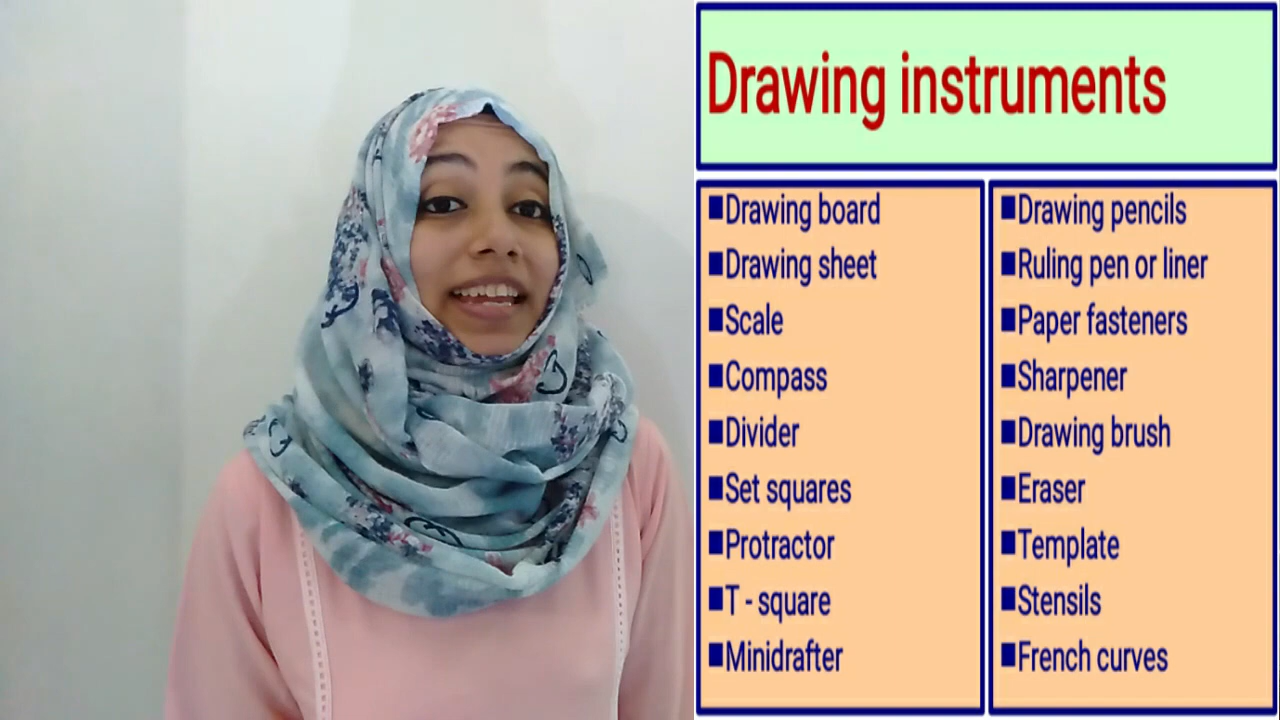 Drawing instruments
■Drawing board
■Drawing sheet
■Scale
■Compass
■Divider
■Set squares
■Protractor
■T - square
■Minidrafter
■Drawing pencils
■Ruling pen or liner
■Paper fasteners
■Sharpener
■Drawing brush
■Eraser
■Template
■Stensils
■French curves